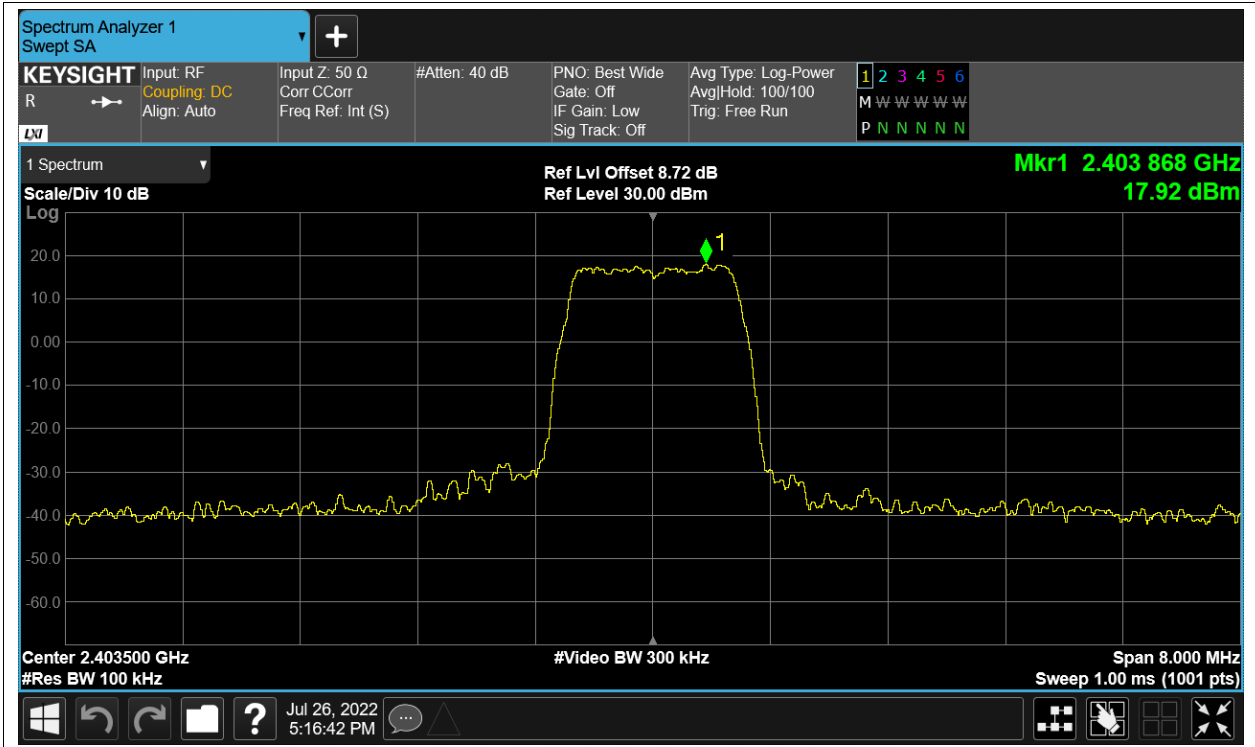 Spectrum Analyzer 1
Swept SA
KEYSIGHT
R
LXI
Input: RF
Coupling: DC
Align: Auto
Input Z: 50 Ω
Corr CCorr
Freq Ref: Int (S)
#Atten: 40 dB
PNO: Best Wide
Gate: Off
IF Gain: Low
Sig Track: Off
Avg Type: Log-Power
Avg|Hold: 100/100
Trig: Free Run
1 2 3 4 5 6
M W W W W W
P N N N N N
1 Spectrum
Scale/Div 10 dB
Log
Ref Lvl Offset 8.72 dB
Ref Level 30.00 dBm
Mkr1 2.403 868 GHz
17.92 dBm
1
20.0
10.0
0.00
-10.0
-20.0
-30.0
-40.0
-50.0
-60.0
Center 2.403500 GHz
#Res BW 100 kHz
#Video BW 300 kHz
Span 8.000 MHz
Sweep 1.00 ms (1001 pts)
?
Jul 26, 2022
5:16:42 PM